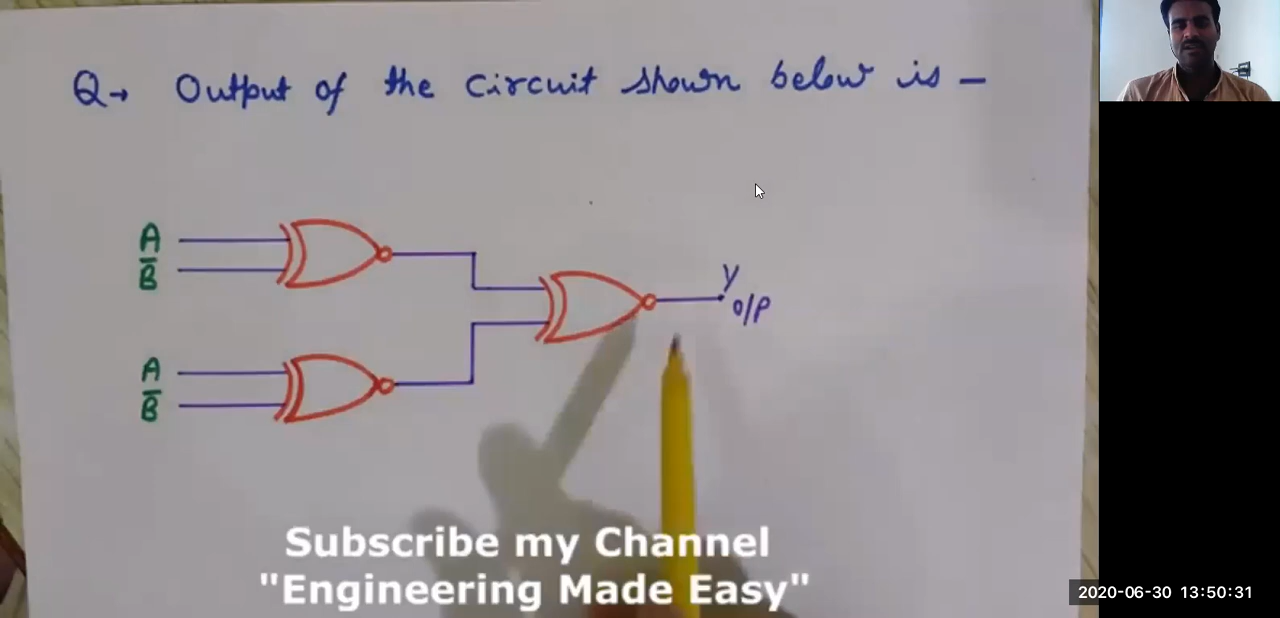 Q→ Output of the Circuit shown below is –
A
B̅
A
B̅
Y
O/P
Subscribe my Channel
"Engineering Made Easy"
2020-06-30 13:50:31